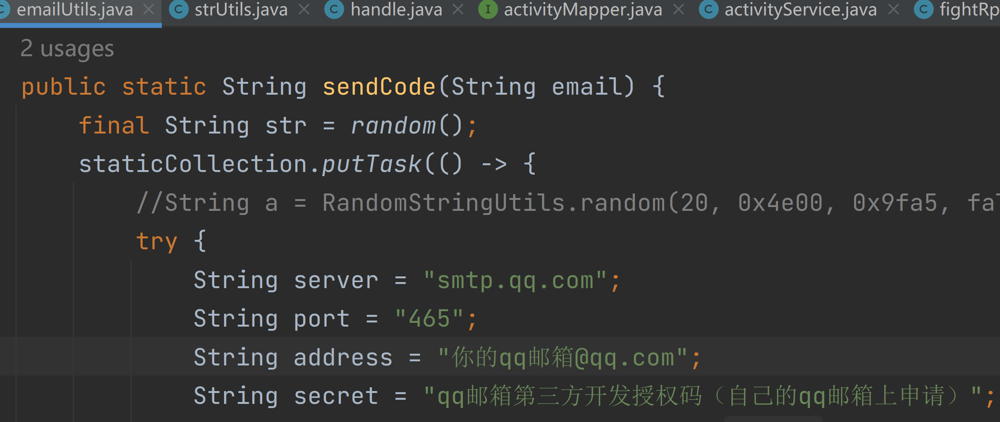 emailUtils.java strUtils.java handle.java activityMapper.java activityService.java fightRp
2 usages
public static String sendCode(String email) {
final String str = random();
staticCollection.putTask(() -> {
//String a = RandomStringUtils.random(20, 0x4e00, 0x9fa5, fal
try {
String server = "smtp.qq.com";
String port = "465";
String address = "你的qq邮箱@qq.com";
String secret = "qq邮箱第三方开发授权码（自己的qq邮箱上申请）";